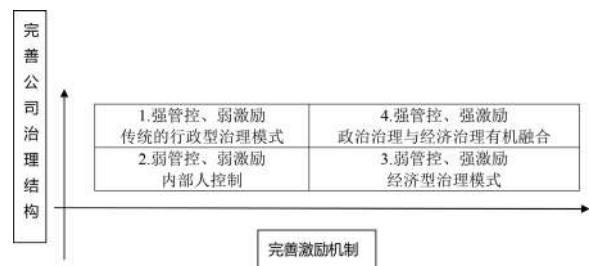 完善公司治理结构
1.强管控、弱激励
传统的行政型治理模式
4.强管控、强激励
政治治理与经济治理有机融合
2.弱管控、弱激励
内部人控制
3.弱管控、强激励
经济型治理模式
完善激励机制